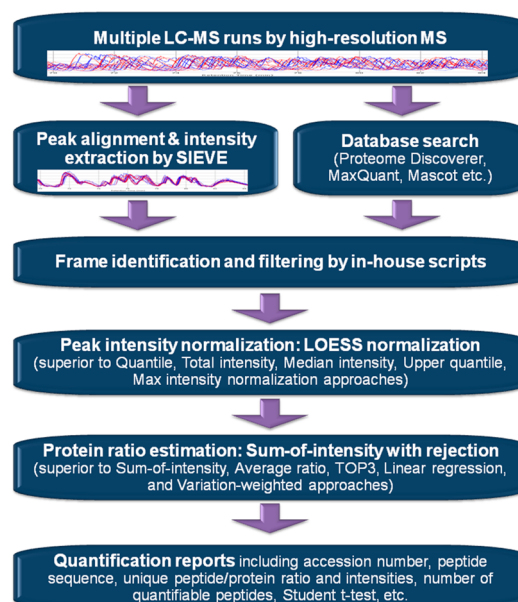 Multiple LC-MS runs by high-resolution MS
Peak alignment & intensity
extraction by SIEVE
Database search
(Proteome Discoverer,
MaxQuant, Mascot etc.)
Frame identification and filtering by in-house scripts
Peak intensity normalization: LOESS normalization
(superior to Quantile, Total intensity, Median intensity, Upper quantile,
Max intensity normalization approaches)
Protein ratio estimation: Sum-of-intensity with rejection
(superior to Sum-of-intensity, Average ratio, TOP3, Linear regression,
and Variation-weighted approaches)
Quantification reports including accession number, peptide
sequence, unique peptide/protein ratio and intensities, number of
quantifiable peptides, Student t-test, etc.